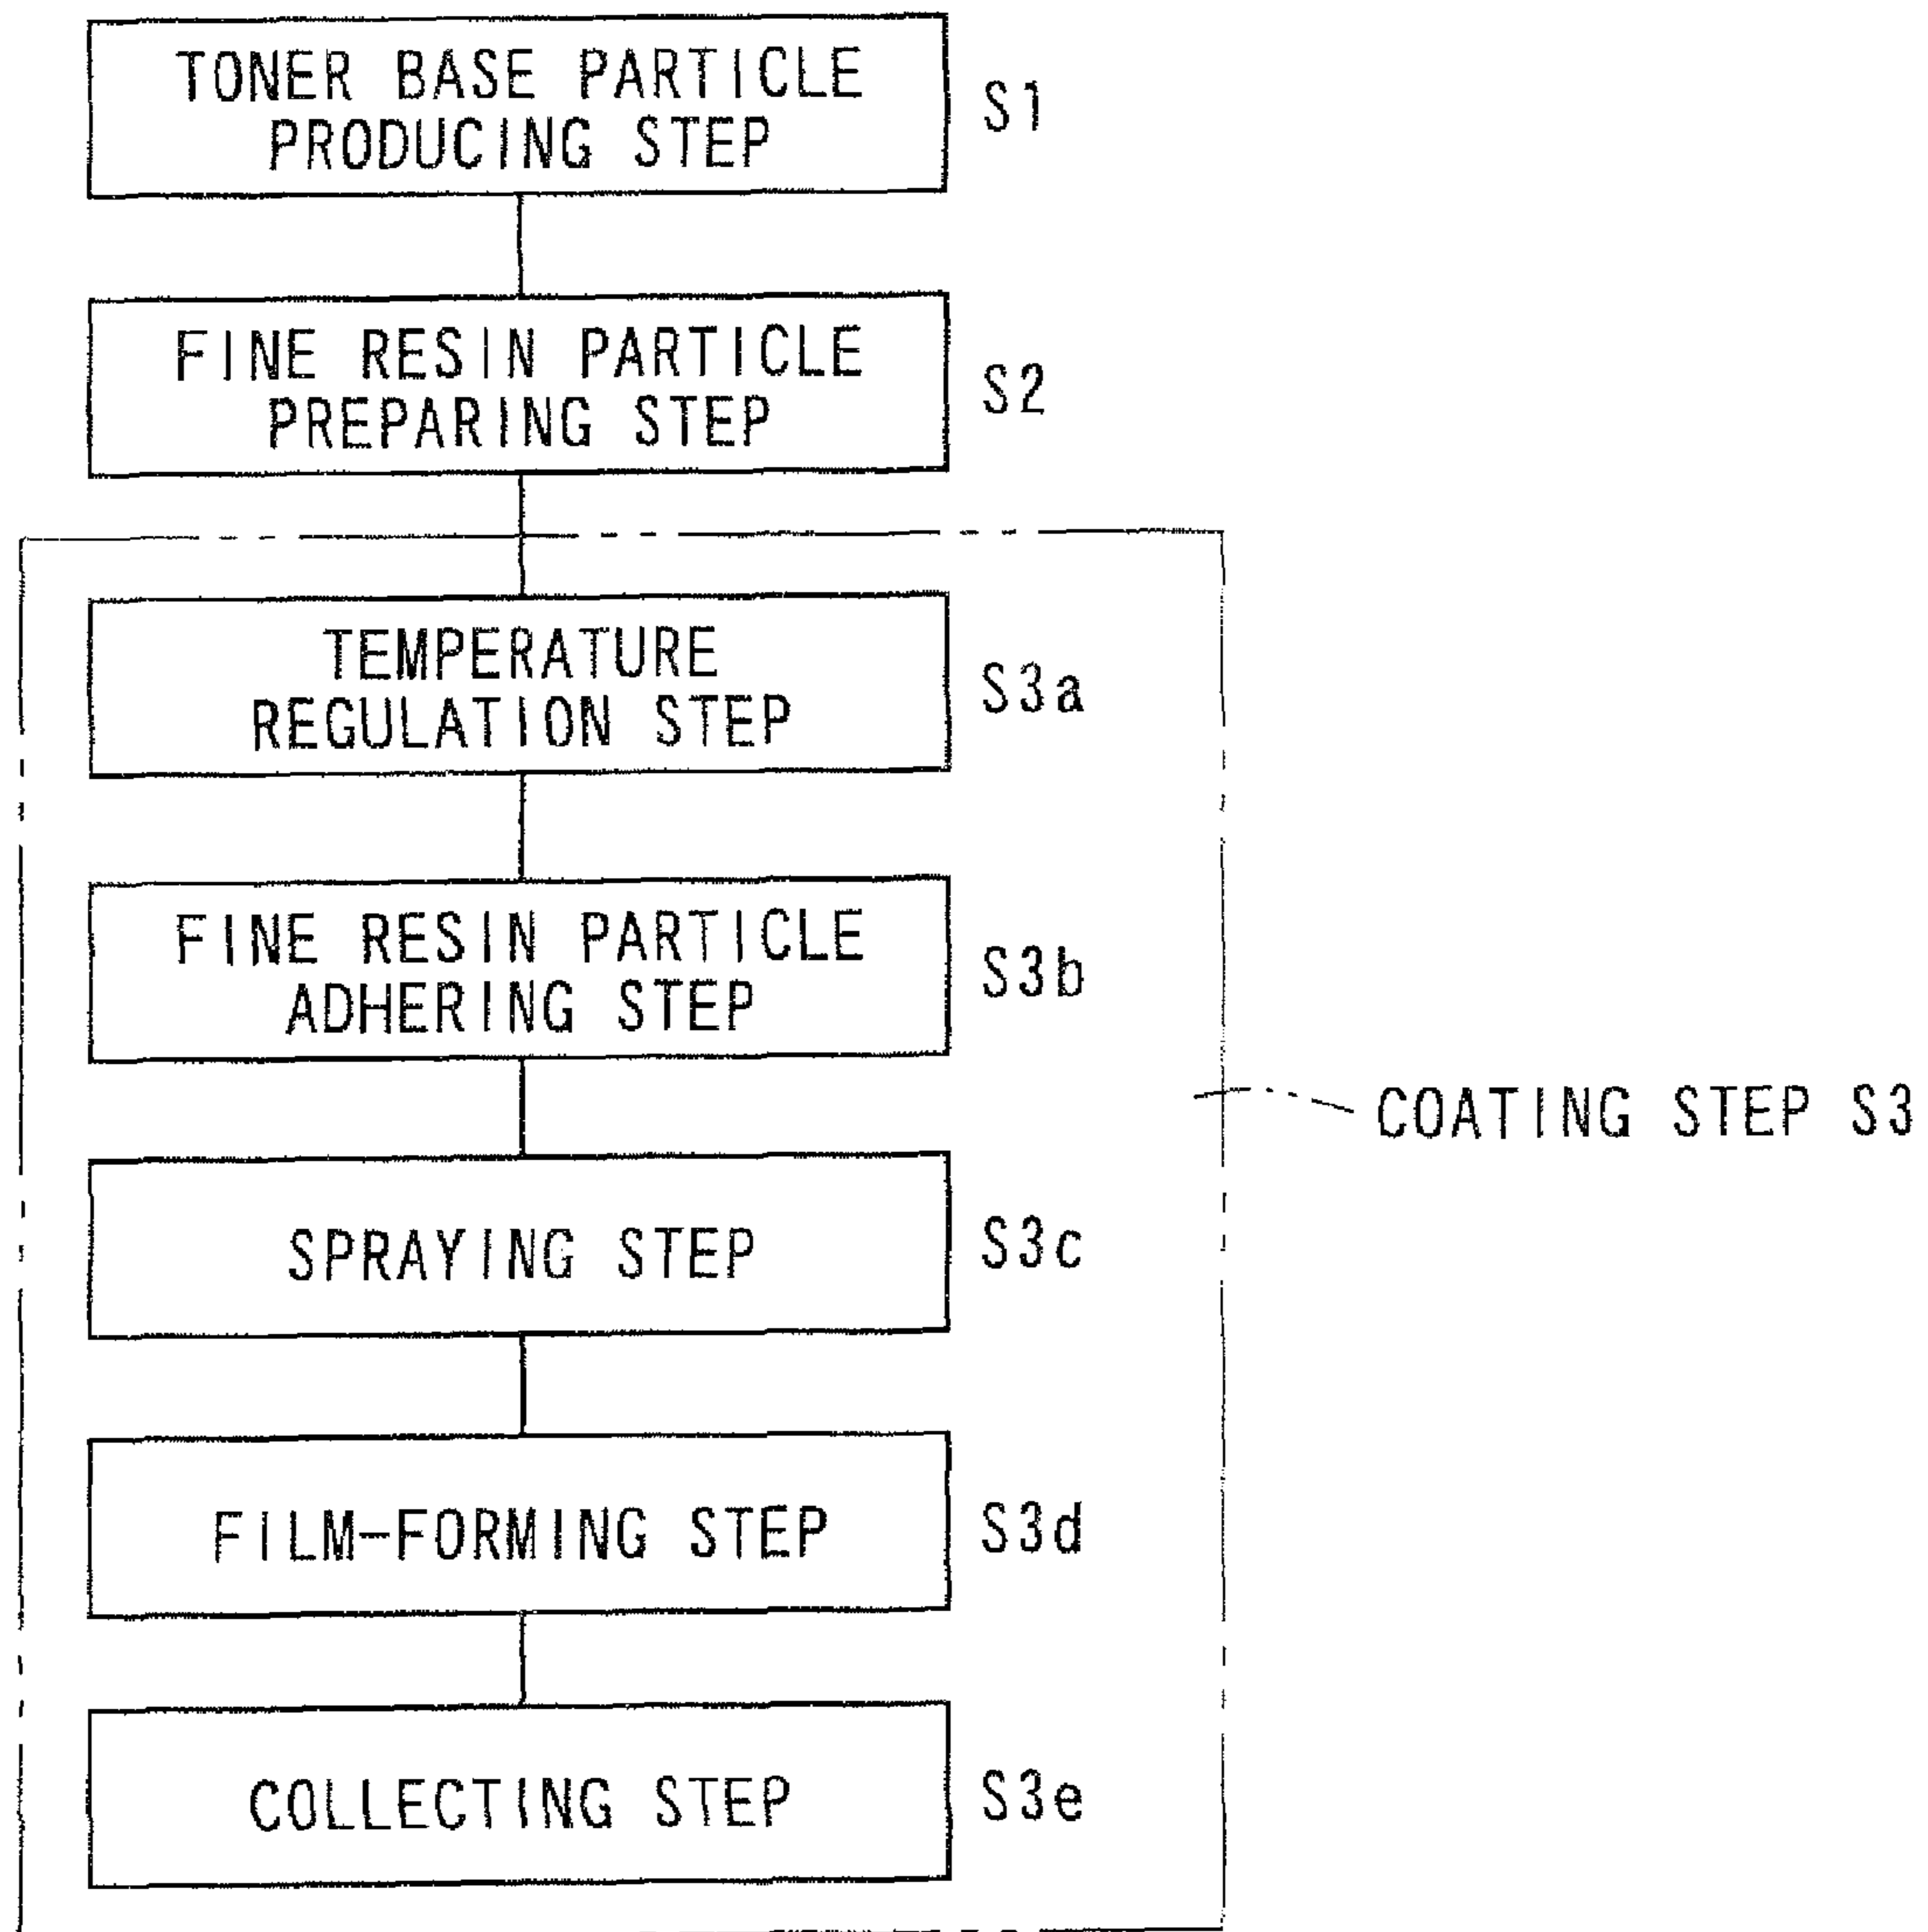 TONER BASE PARTICLE
PRODUCING STEP
S1
FINE RESIN PARTICLE
PREPARING STEP
S2
TEMPERATURE
REGULATION STEP
S3a
FINE RESIN PARTICLE
ADHERING STEP
S3b
COATING STEP S3
SPRAYING STEP
S3c
FILM-FORMING STEP
S3d
COLLECTING STEP
S3e